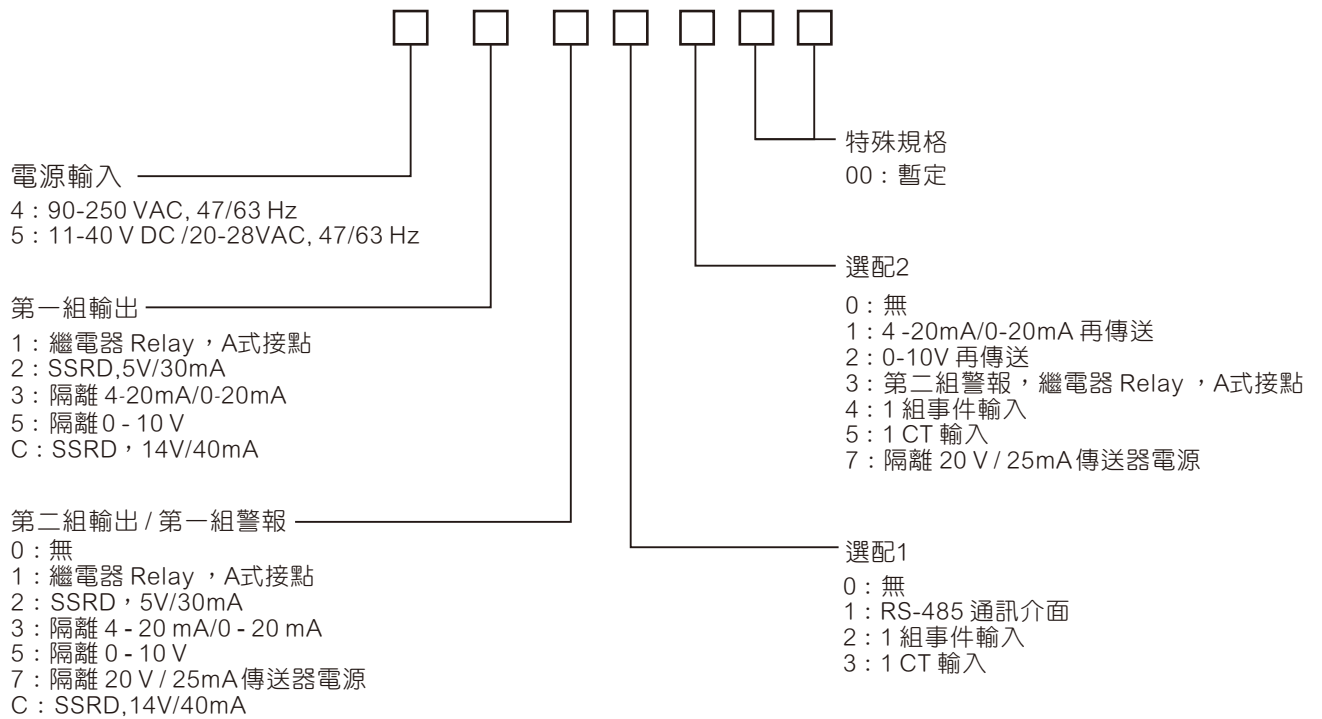 電源輸入
4：90-250 VAC, 47/63 Hz
5：11-40 V DC /20-28VAC, 47/63 Hz
第一組輸出
1：繼電器 Relay ，A式接點
2：SSRD,5V/30mA
3：隔離 4-20mA/0-20mA
5：隔離0 - 10 V
C：SSRD，14V/40mA
第二組輸出 / 第一組警報
0：無
1：繼電器 Relay ，A式接點
2：SSRD，5V/30mA
3：隔離 4 - 20 mA/0 - 20 mA
5：隔離 0 - 10 V
7：隔離 20 V / 25mA傳送器電源
C：SSRD,14V/40mA
特殊規格
00：暫定
選配2
0：無
1：4 -20mA/0-20mA 再傳送
2：0-10V 再傳送
3：第二組警報，繼電器 Relay ，A式接點
4：1 組事件輸入
5：1 CT 輸入
7：隔離 20 V / 25mA傳送器電源
選配1
0：無
1：RS-485 通訊介面
2：1 組事件輸入
3：1 CT 輸入